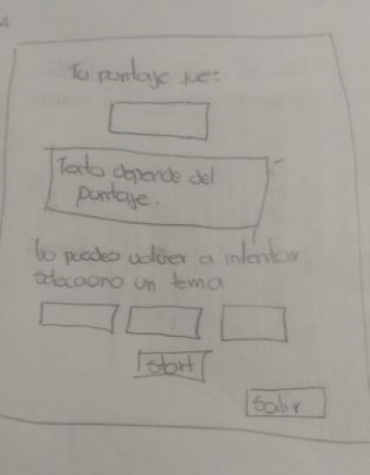 Tu puntaje fue:
Texto depende del
puntaje.
Lo puedes volver a intentar
selecciona un tema
Start
Salir